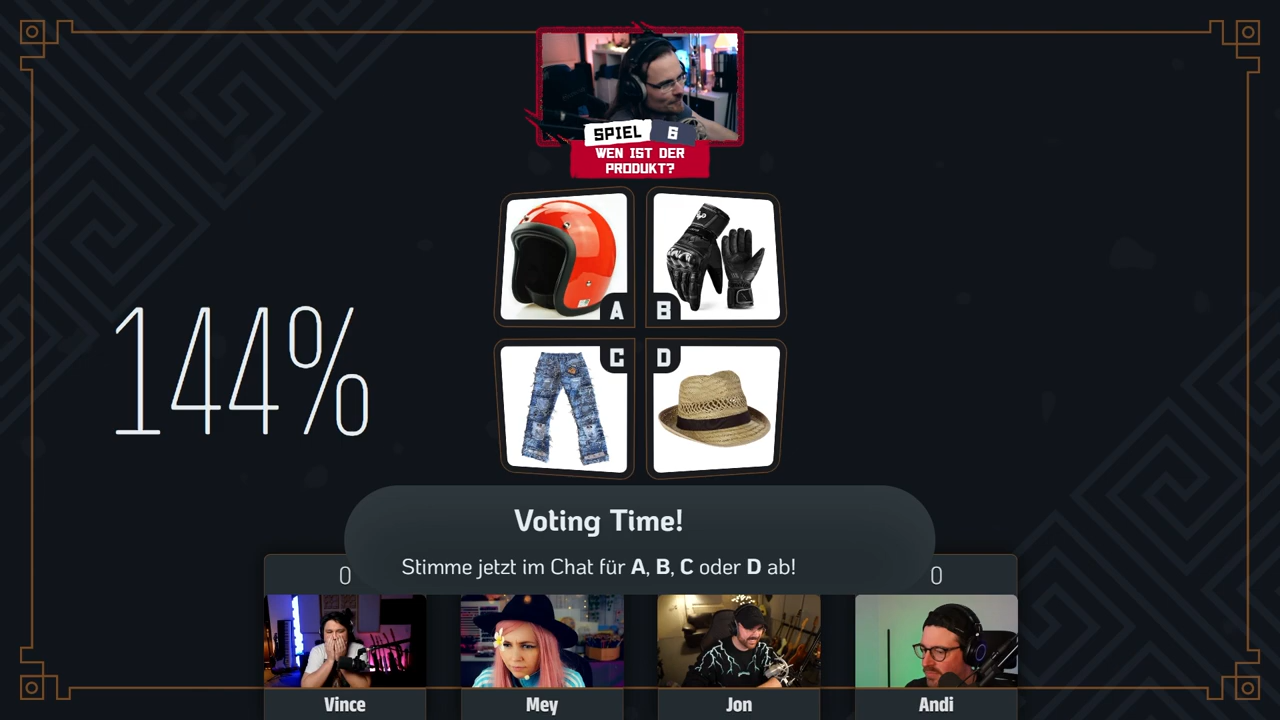 SPIEL 6
WEN IST DER
PRODUKT?
A
B
C
D
144%
Voting Time!
Stimme jetzt im Chat für A, B, C oder D ab!
0
0
Vince
Mey
Jon
Andi